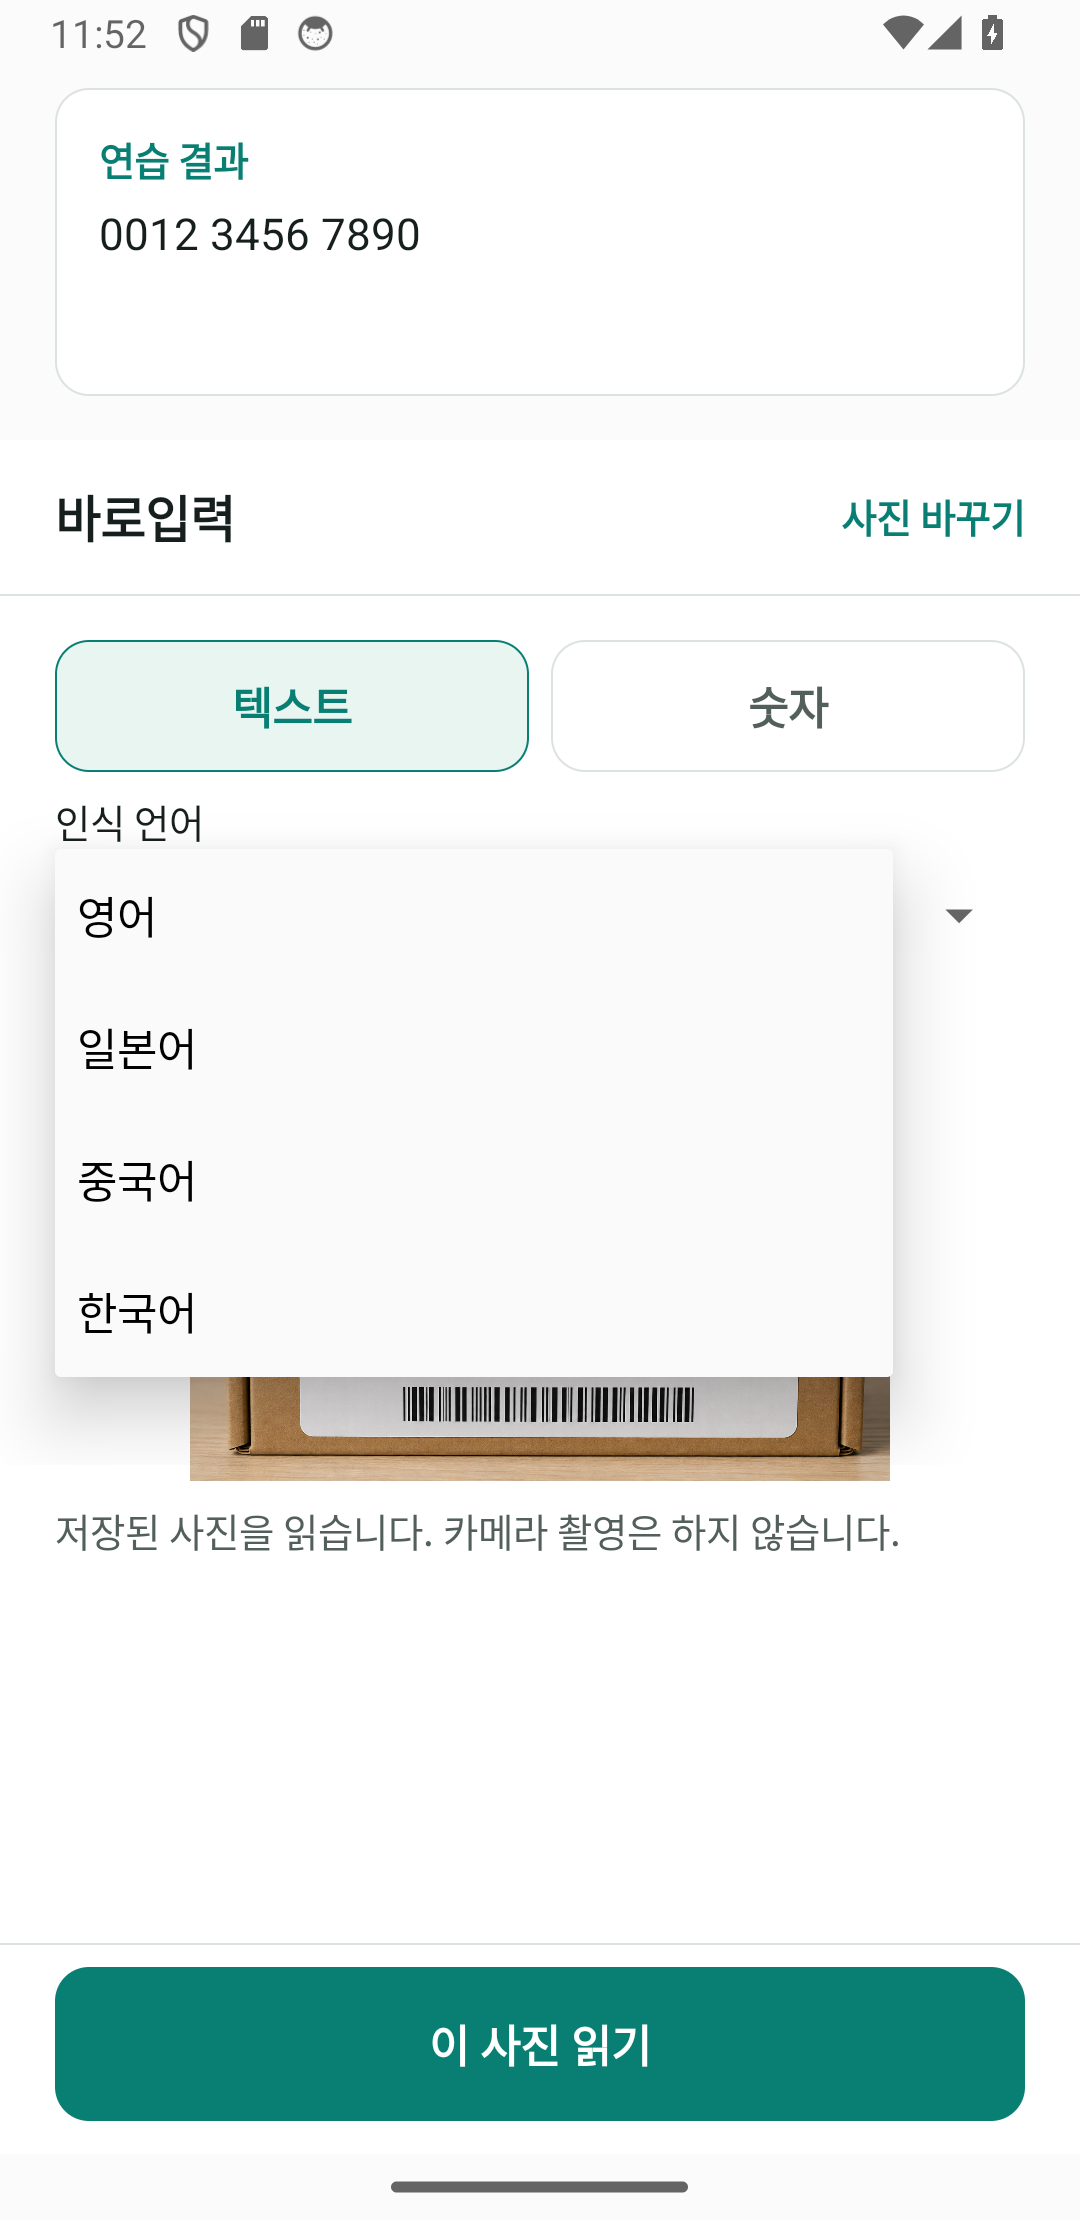 11:52
연습 결과
0012 3456 7890
바로입력
사진 바꾸기
텍스트
숫자
인식 언어
영어
일본어
중국어
한국어
저장된 사진을 읽습니다. 카메라 촬영은 하지 않습니다.
이 사진 읽기